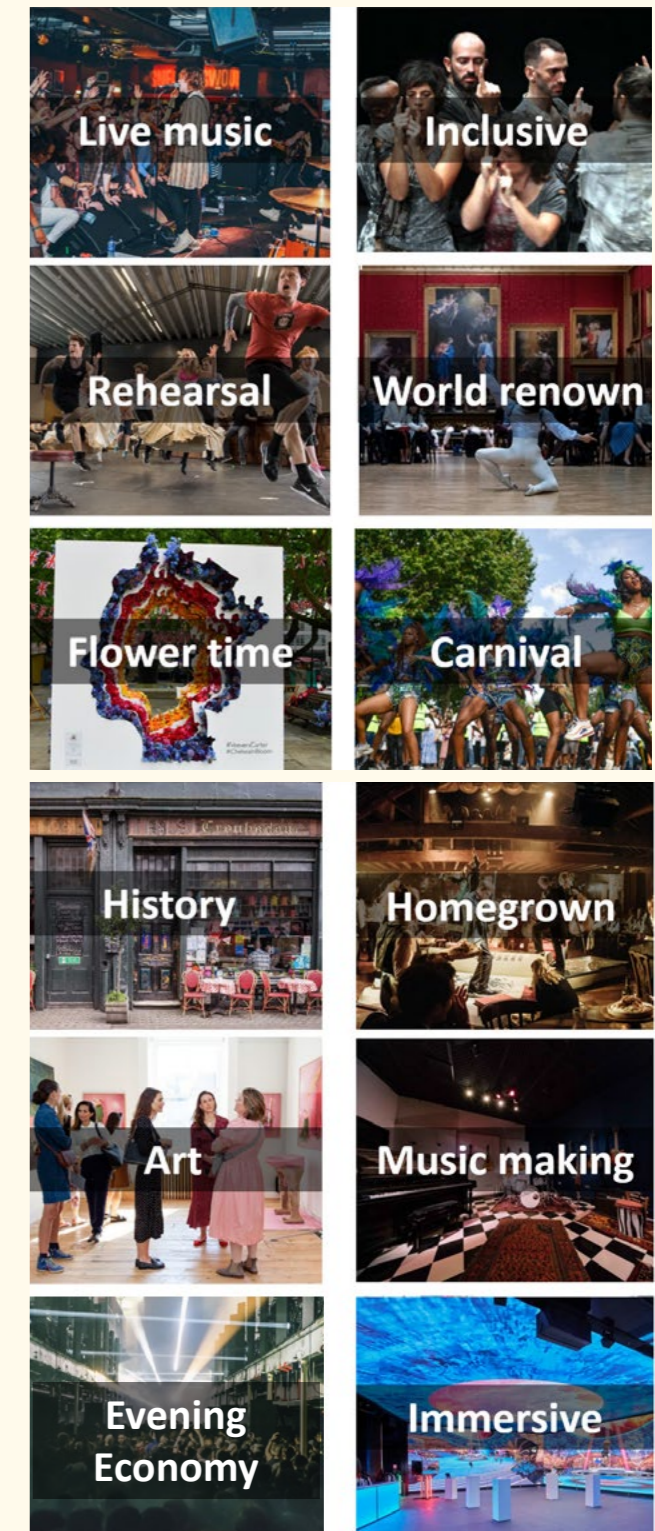 Live music
Inclusive
Rehearsal
World renown
Flower time
Carnival
History
Homegrown
Art
Music making
Evening
Economy
Immersive